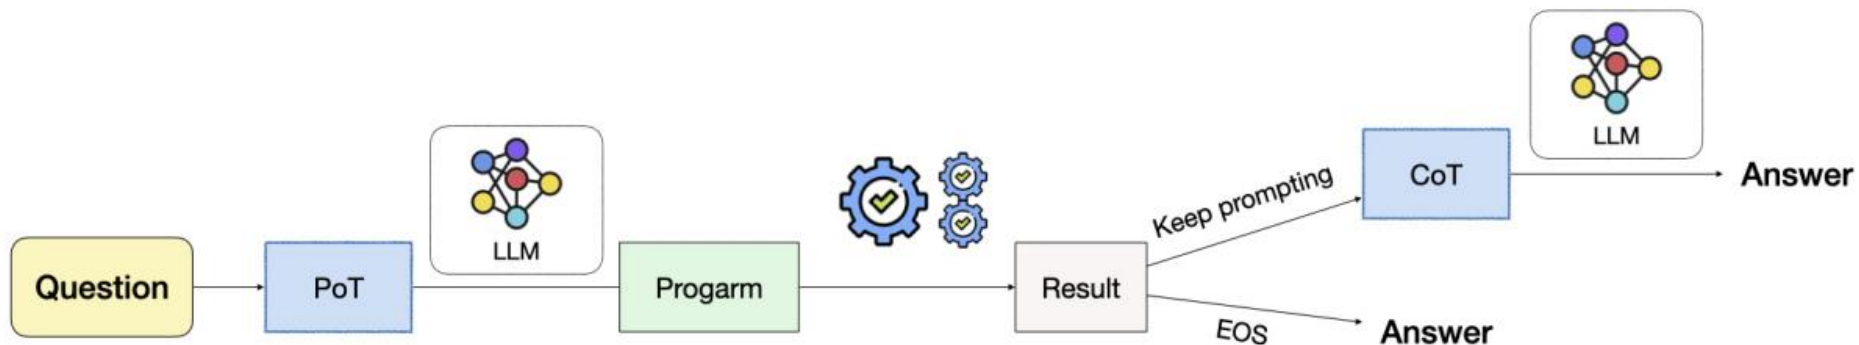 Question
PoT
LLM
Progarm
Result
Keep prompting
EOS
CoT
LLM
Answer
Answer